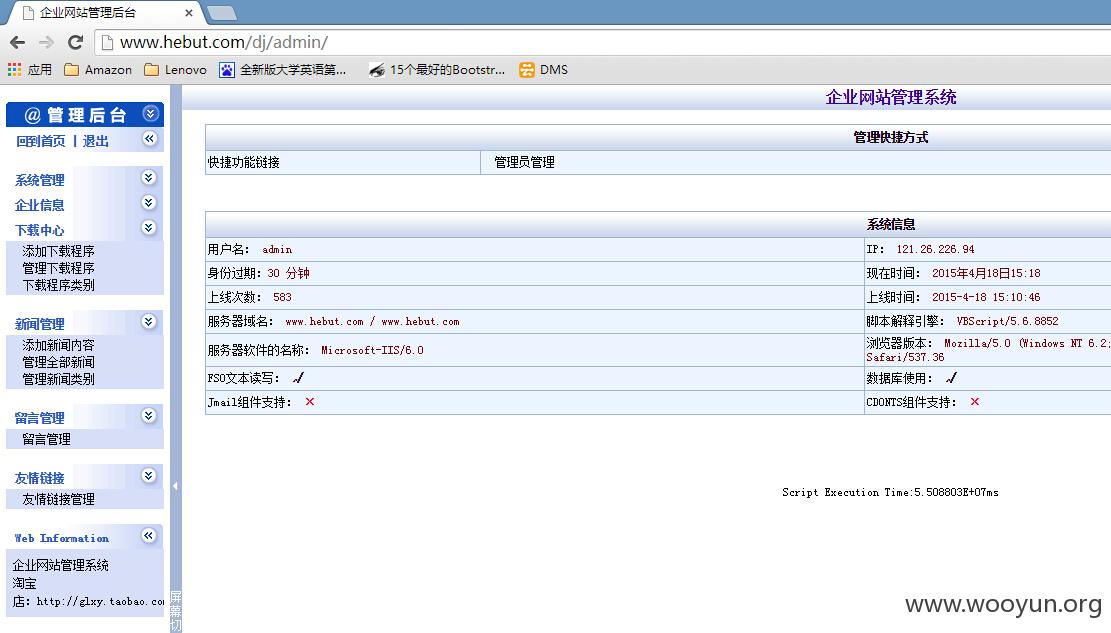 企业网站管理后台
www.hebut.com/dj/admin/
应用 Amazon Lenovo 全新版大学英语第... 15个最好的Bootstr... DMS
@ 管理后台
回到首页 | 退出
系统管理
企业信息
下载中心
添加下载程序
管理下载程序
下载程序类别
新闻管理
添加新闻内容
管理全部新闻
管理新闻类别
留言管理
留言管理
友情链接
友情链接管理
Web Information
企业网站管理系统
淘宝
店：http://glxy.taobao.co
屏幕切
企业网站管理系统
管理快捷方式
快捷功能链接 管理员管理
系统信息
用户名： admin IP： 121.26.226.94
身份过期：30 分钟 现在时间： 2015年4月18日15:18
上线次数： 583 上线时间： 2015-4-18 15:10:46
服务器域名： www.hebut.com / www.hebut.com 脚本解释引擎： VBScript/5.6.8852
服务器软件的名称： Microsoft-IIS/6.0 浏览器版本： Mozilla/5.0 (Windows NT 6.2;
Safari/537.36
FSO文本读写： ✓ 数据库使用： ✓
Jmail组件支持： × CDONTS组件支持： ×
Script Execution Time:5.508803E+07ms
www.wooyun.org